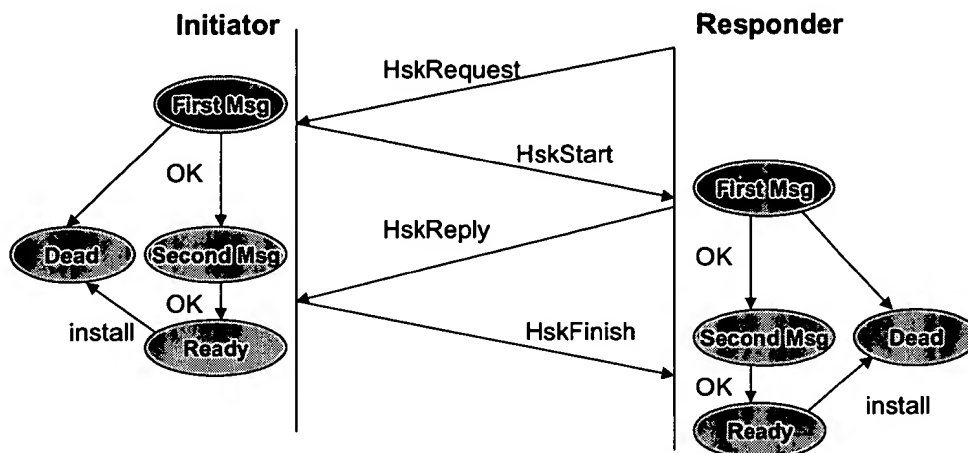 Initiator
Responder
HskRequest
First Msg
OK
HskStart
First Msg
HskReply
Dead
Second Msg
OK
OK
install
Ready
HskFinish
Second Msg
Dead
OK
install
Ready